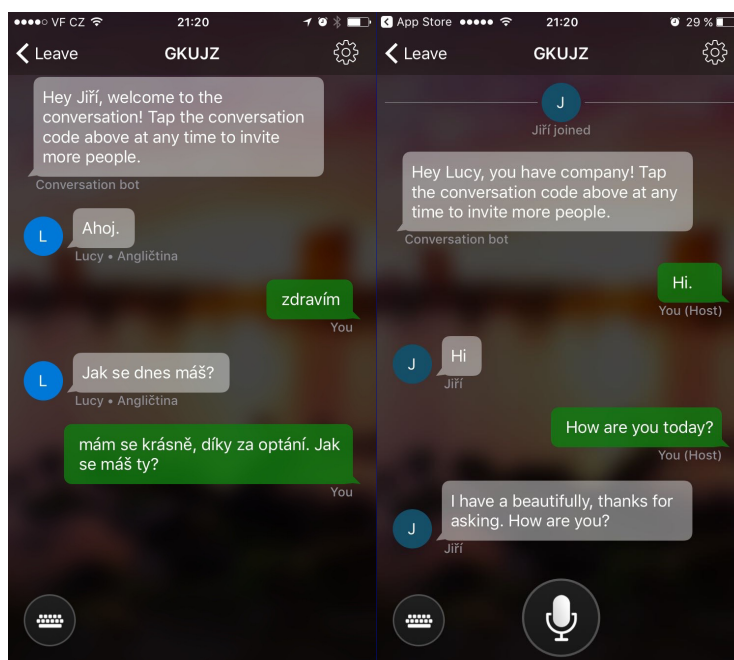 VF CZ 21:20
Leave GKUJZ
Hey Jiří, welcome to the
conversation! Tap the conversation
code above at any time to invite
more people.
Conversation bot
L
Ahoj.
Lucy • Angličtina
zdravím
You
L
Jak se dnes máš?
Lucy • Angličtina
mám se krásně, díky za optání. Jak
se máš ty?
You
App Store 21:20 29 %
Leave GKUJZ
J
Jiří joined
Hey Lucy, you have company! Tap
the conversation code above at any
time to invite more people.
Conversation bot
Hi.
You (Host)
J
Hi
Jiří
How are you today?
You (Host)
J
I have a beautifully, thanks for
asking. How are you?
Jiří